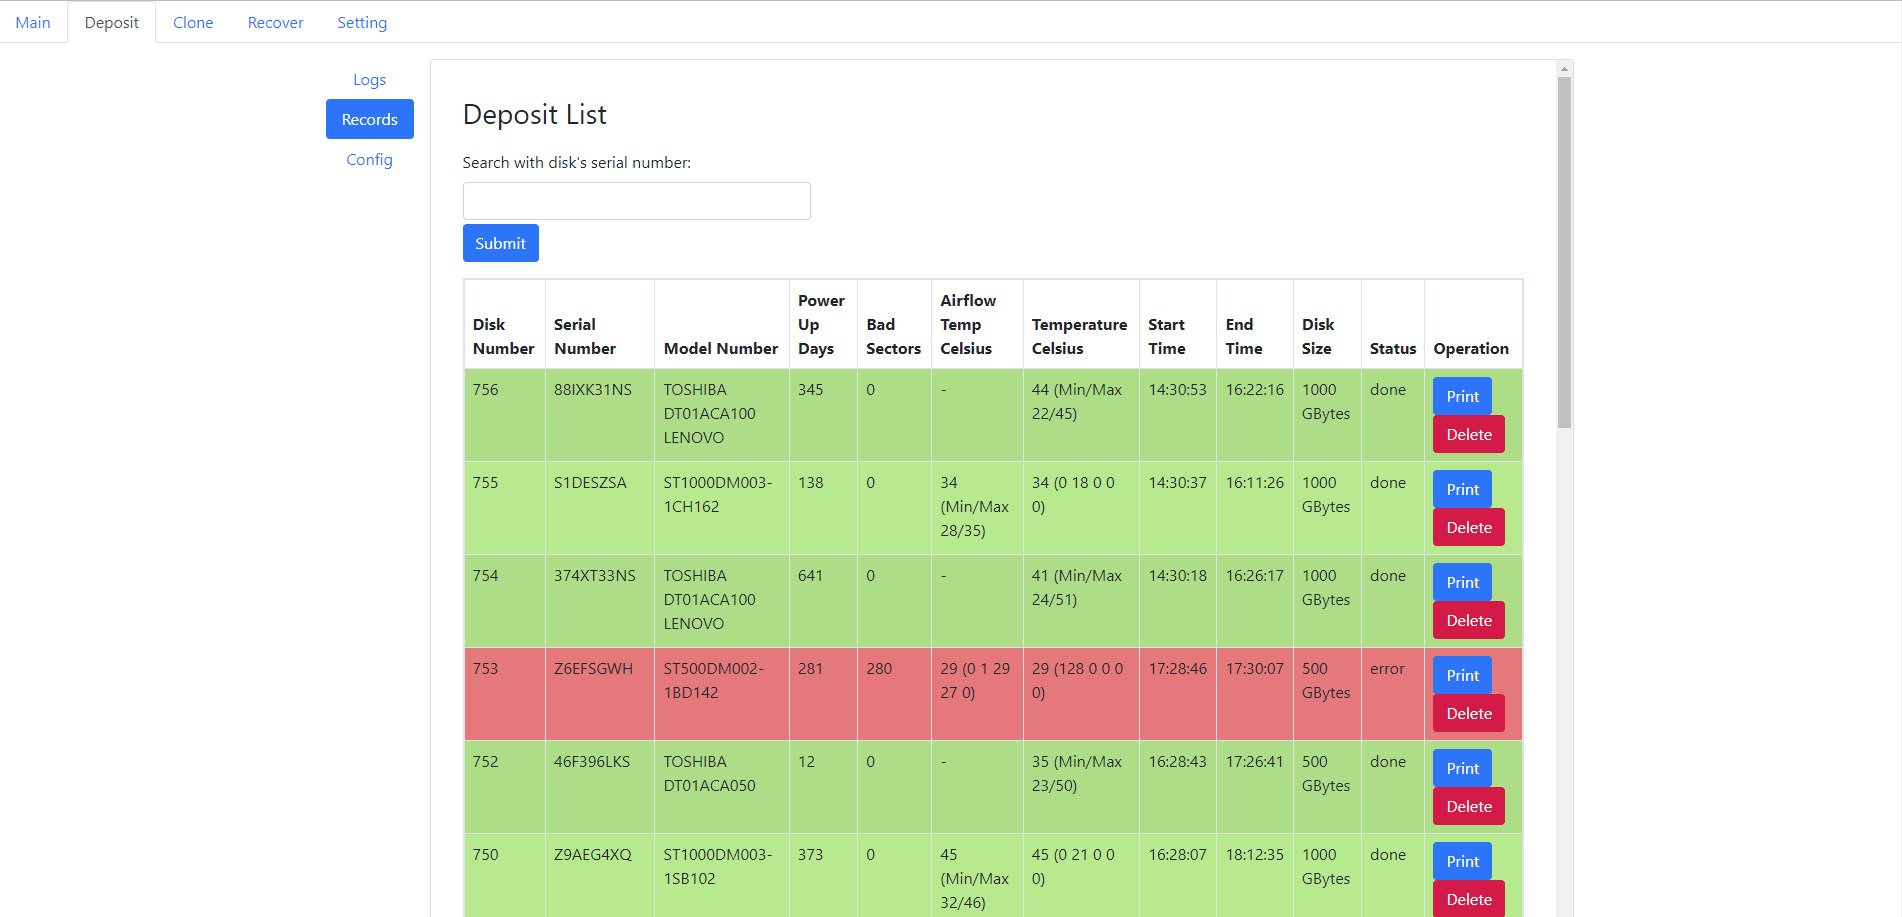 Main Deposit Clone Recover Setting
Logs
Records
Config
Deposit List
Search with disk's serial number:
Submit
Disk Number Serial Number Model Number Power Up Days Bad Sectors Airflow Temp Celsius Temperature Celsius Start Time End Time Disk Size Status Operation
756 88IXK31NS TOSHIBA DT01ACA100 LENOVO 345 0 - 44 (Min/Max 22/45) 14:30:53 16:22:16 1000 GBytes done Print Delete
755 S1DESZSA ST1000DM003-1CH162 138 0 34 (Min/Max 28/35) 34 (0 18 0 0 0) 14:30:37 16:11:26 1000 GBytes done Print Delete
754 374XT33NS TOSHIBA DT01ACA100 LENOVO 641 0 - 41 (Min/Max 24/51) 14:30:18 16:26:17 1000 GBytes done Print Delete
753 Z6EFSGWH ST500DM002-1BD142 281 280 29 (0 1 29 27 0) 29 (128 0 0 0 0) 17:28:46 17:30:07 500 GBytes error Print Delete
752 46F396LKS TOSHIBA DT01ACA050 12 0 - 35 (Min/Max 23/50) 16:28:43 17:26:41 500 GBytes done Print Delete
750 Z9AEG4XQ ST1000DM003-1SB102 373 0 45 (Min/Max 32/46) 45 (0 21 0 0 0) 16:28:07 18:12:35 1000 GBytes done Print Delete